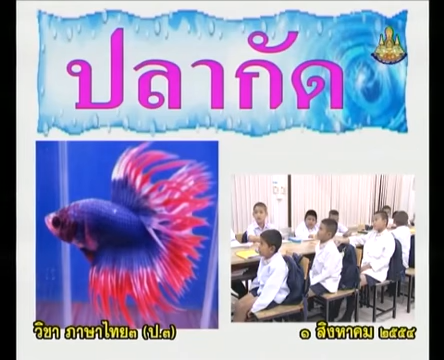 ปลากัด
วิชา ภาษาไทย๓ (ป.๓)
๑ สิงหาคม ๒๕๕๔